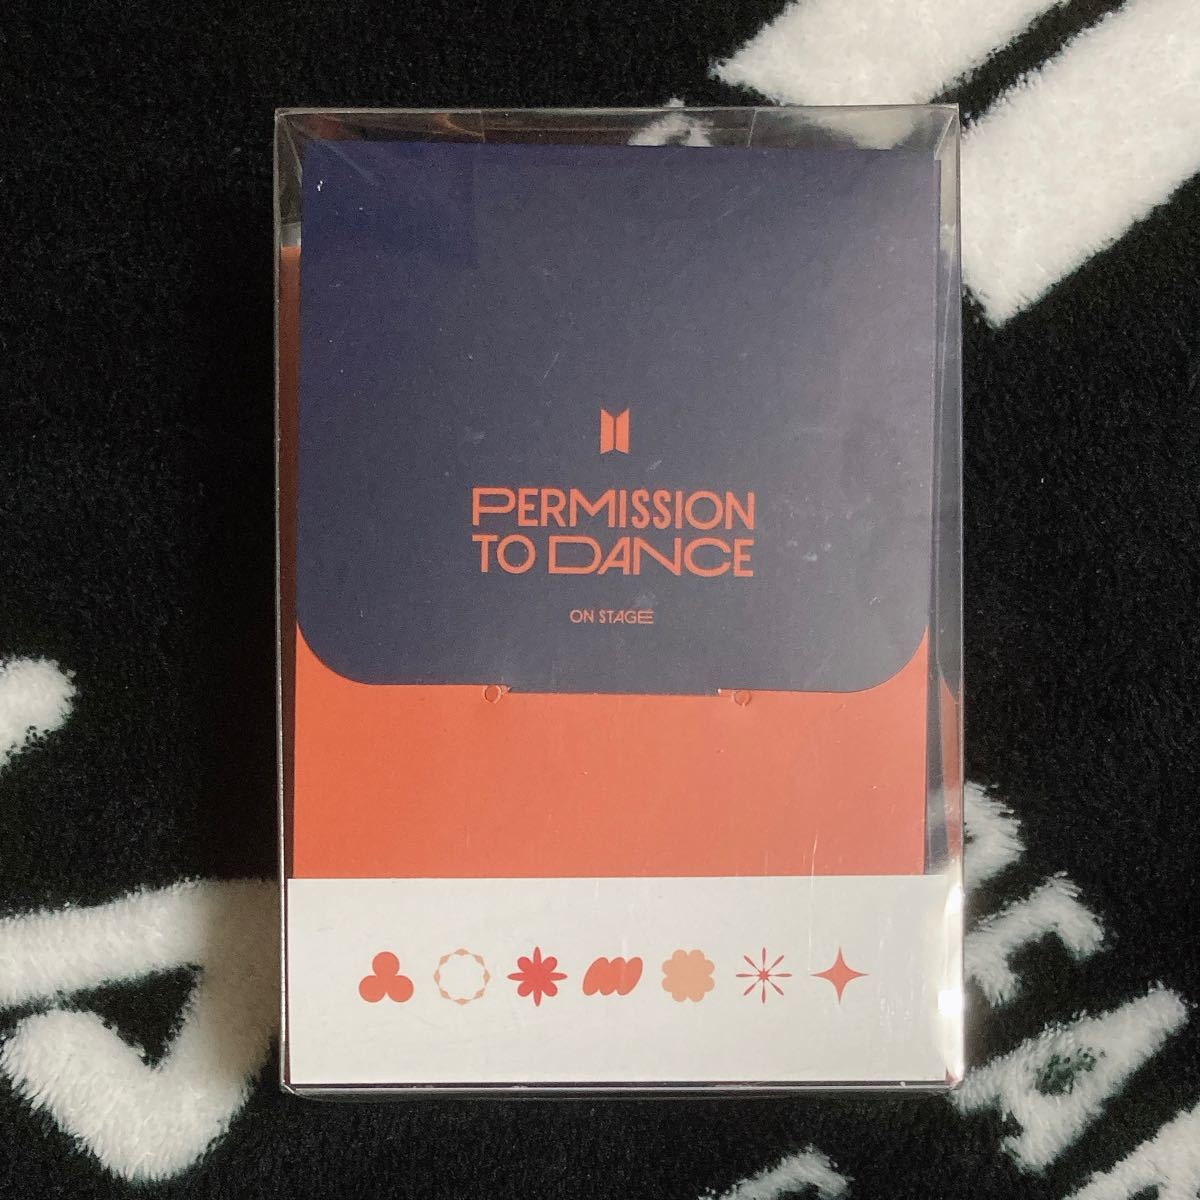 PERMISSION
TO DANCE
ON STAGE